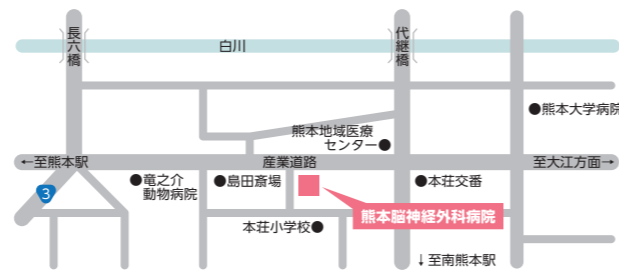 長六橋
白川
代継橋
●熊本大学病院
熊本地域医療
センター●
←至熊本駅
産業道路
至大江方面→
3
●竜之介
動物病院
●島田斎場
●本荘交番
熊本脳神経外科病院
本荘小学校●
↓至南熊本駅